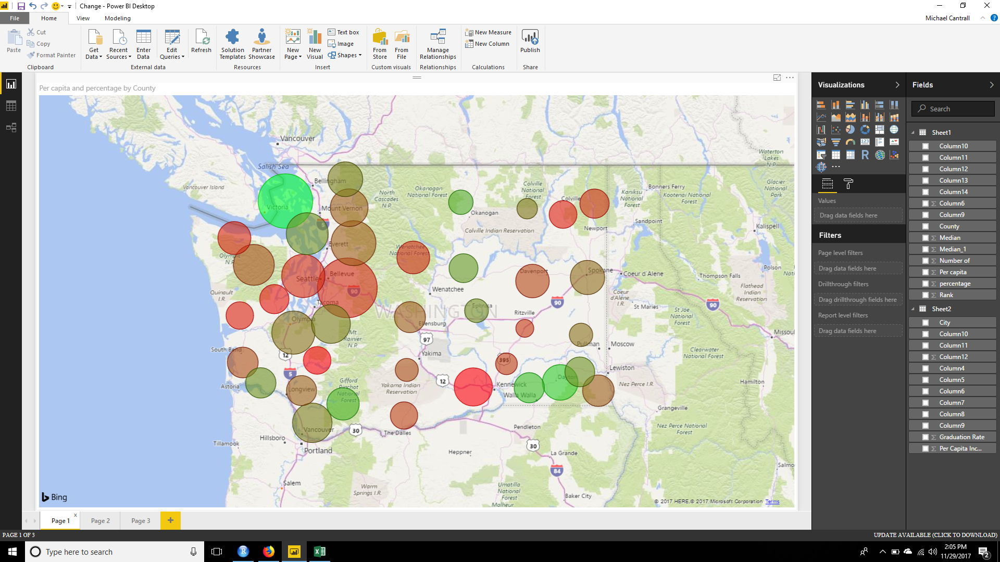 Change - Power BI Desktop
File Home View Modeling Michael Cantrall
Paste Cut Copy Format Painter
Clipboard
Get Data Recent Sources Enter Data Edit Queries Refresh
External data
Solution Templates Partner Showcase
Resources
New Page New Visual Text box Image Shapes
Insert
From Store From File
Custom visuals
Manage Relationships
Relationships
New Measure
New Column
Calculations
Publish
Share
Per capita and percentage by County
Vancouver
Salish Sea
Vancouver Island
Victoria
Bellingham
Mount Vernon
5
Everett
Olympic N.P.
Quinault I.R.
Seattle
Bellevue
90
Tacoma
Olympia
Mt Rainier N.P.
South Bend
12
5
Astoria
Longview
Gifford Pinchot National Forest
Vancouver
30
Hillsboro
Portland
Tillamook
Salem
North Cascades N.P.
Okanogan National Forest
Okanogan
Colville National Forest
Colville
Colville Indian Reservation
Newport
Wenatchee National Forest
Wenatchee
WASHINGTON
Ephrata
Ellensburg
97
Yakima
12
Yakama Indian Reservation
The Dalles
Warm Springs I.R.
Davenport
Spokane
90
Ritzville
Pullman
Moscow
395
Kennewick
Walla Walla
Dayton
Lewiston
Nez Perce I.R.
Pendleton
30
Heppner
La Grande
84
Umatilla National Forest
Malheur
Baker City
Bonners Ferry
Kaniksu National Forest
Kootenai National Forest
Sandpoint
Coeur d'Alene
Coeur d'Alene I.R.
St Maries
St Joe National Forest
Clearwater National Forest
Grangeville
Nez Perce National Forest
Waterton Lakes N.P.
Glacier Natio Park
Kalispell
Polson
Thompson Falls
Flathead Indian Reservation
90
Missou
Hamilton
Salmo
Bing
© 2017 HERE,© 2017 Microsoft Corporation Terms
Visualizations
Values
Drag data fields here
Filters
Page level filters
Drag data fields here
Drillthrough filters
Drag drillthrough fields here
Report level filters
Drag data fields here
Fields
Search
Sheet1
Column10
Column11
Column12
Column13
Column14
Σ Column6
Column9
County
Σ Median
Σ Median_1
Σ Number of
Σ Per capita
Σ percentage
Σ Rank
Sheet2
City
Column10
Column11
Σ Column12
Column4
Column5
Column6
Column7
Column8
Column9
Σ Graduation Rate
Σ Per Capita Inc...
Page 1 x Page 2 Page 3 +
PAGE 1 OF 3 UPDATE AVAILABLE (CLICK TO DOWNLOAD)
Type here to search
2:05 PM
11/29/2017
2